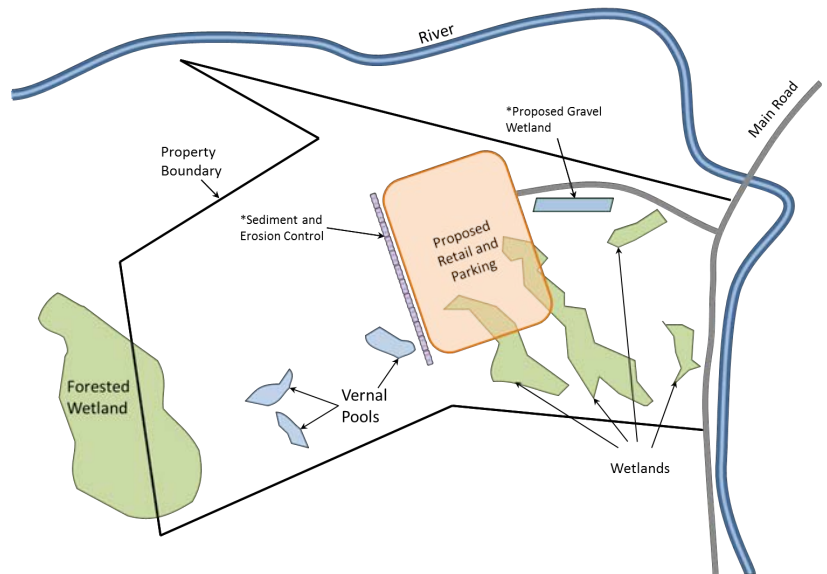 River
Main Road
*Proposed Gravel
Wetland
Property
Boundary
*Sediment and
Erosion Control
Proposed
Retail and
Parking
Forested
Wetland
Vernal
Pools
Wetlands